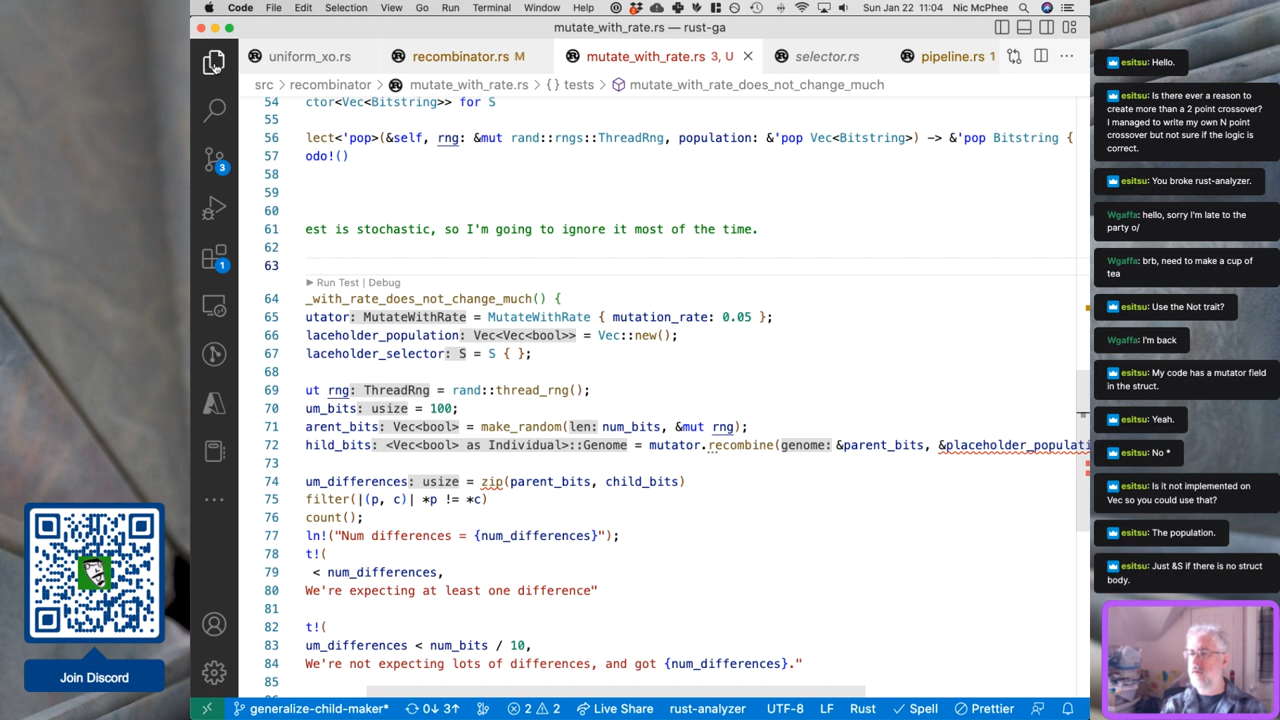 Code File Edit Selection View Go Run Terminal Window Help Sun Jan 22 11:04 Nic McPhee
mutate_with_rate.rs — rust-ga
uniform_xo.rs recombinator.rs M mutate_with_rate.rs 3, U selector.rs pipeline.rs 1
src > recombinator > mutate_with_rate.rs > { } tests > mutate_with_rate_does_not_change_much
54 ctor<Vec<Bitstring>> for S
55
56 lect<'pop>(&self, rng: &mut rand::rngs::ThreadRng, population: &'pop Vec<Bitstring>) -> &'pop Bitstring {
57 odo!()
58
59
60
61 est is stochastic, so I'm going to ignore it most of the time.
62
63
Run Test | Debug
64 _with_rate_does_not_change_much() {
65 utator: MutateWithRate = MutateWithRate { mutation_rate: 0.05 };
66 laceholder_population: Vec<Vec<bool>> = Vec::new();
67 laceholder_selector: S = S { };
68
69 ut rng: ThreadRng = rand::thread_rng();
70 um_bits: usize = 100;
71 arent_bits: Vec<bool> = make_random(len: num_bits, &mut rng);
72 hild_bits: <Vec<bool> as Individual>::Genome = mutator.recombine(genome: &parent_bits, &placeholder_populati
73
74 um_differences: usize = zip(parent_bits, child_bits)
75 filter(|(p, c)| *p != *c)
76 count();
77 ln!("Num differences = {num_differences}");
78 t!(
79 < num_differences,
80 We're expecting at least one difference"
81
82 t!(
83 um_differences < num_bits / 10,
84 We're not expecting lots of differences, and got {num_differences}."
85
3
1
generalize-child-maker* 0↓ 3↑ 2 2 Live Share rust-analyzer UTF-8 LF Rust Spell Prettier
Join Discord
esitsu: Hello.
esitsu: Is there ever a reason to
create more than a 2 point crossover?
I managed to write my own N point
crossover but not sure if the logic is
correct.
esitsu: You broke rust-analyzer.
Wgaffa: hello, sorry I'm late to the
party o/
Wgaffa: brb, need to make a cup of
tea
esitsu: Use the Not trait?
Wgaffa: I'm back
esitsu: My code has a mutator field
in the struct.
esitsu: Yeah.
esitsu: No *
esitsu: Is it not implemented on
Vec so you could use that?
esitsu: The population.
esitsu: Just &S if there is no struct
body.